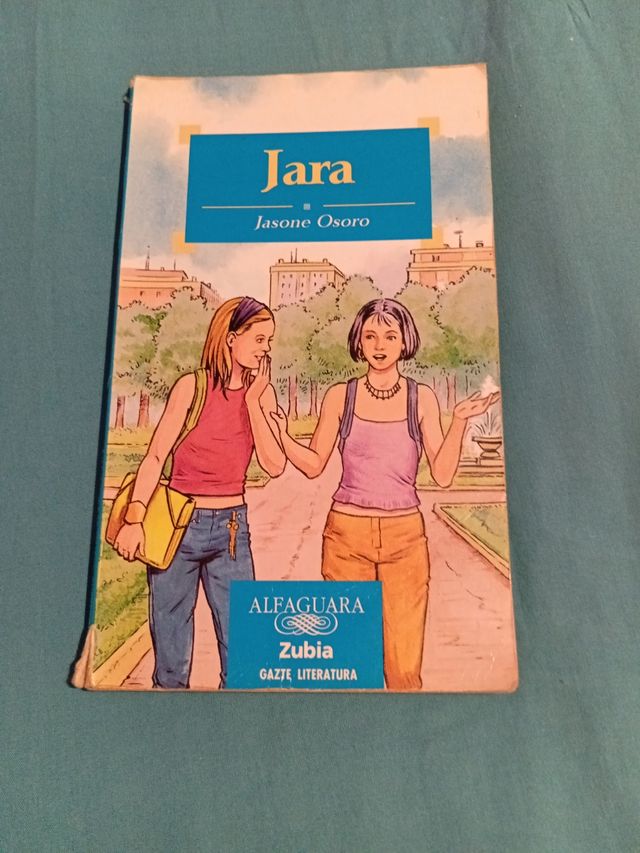 Jara
Jasone Osoro
ALFAGUARA
Zubia
GAZTE LITERATURA